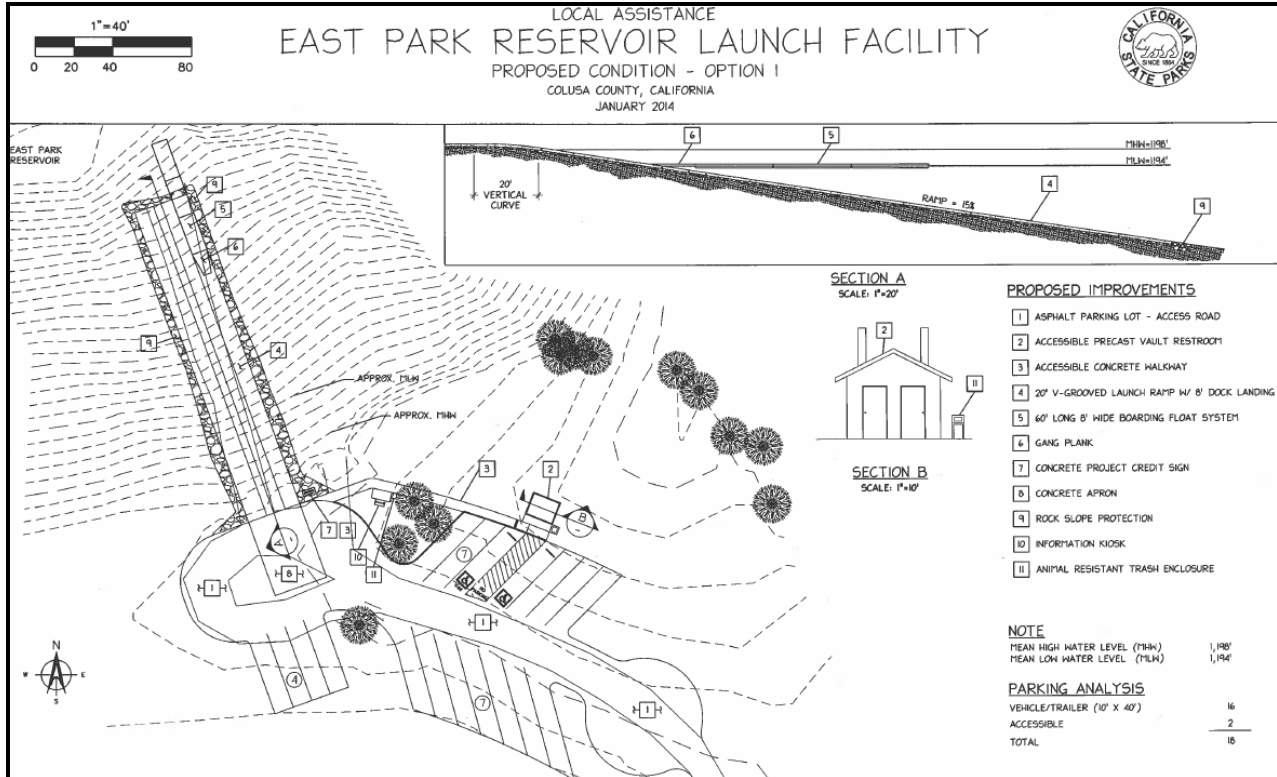 LOCAL ASSISTANCE
EAST PARK RESERVOIR LAUNCH FACILITY
PROPOSED CONDITION - OPTION 1
COLUSA COUNTY, CALIFORNIA
JANUARY 2014
1"=40'
0 20 40 80
CALIFORNIA
STATE PARKS
SINCE 1864
EAST PARK
RESERVOIR
6
5
MHW=1198'
MLW=1194'
20'
VERTICAL
CURVE
RAMP = 15%
4
9
SECTION A
SCALE: 1"=20'
9
5
6
9
4
APPROX. MLW
APPROX. MHW
3
2
B
7
3
10
11
7
A
1
8
NO
PARKING
1
4
7
1
N
W
E
S
2
11
SECTION B
SCALE: 1"=10'
PROPOSED IMPROVEMENTS
1 ASPHALT PARKING LOT - ACCESS ROAD
2 ACCESSIBLE PRECAST VAULT RESTROOM
3 ACCESSIBLE CONCRETE WALKWAY
4 20' V-GROOVED LAUNCH RAMP W/ 8' DOCK LANDING
5 60' LONG 8' WIDE BOARDING FLOAT SYSTEM
6 GANG PLANK
7 CONCRETE PROJECT CREDIT SIGN
8 CONCRETE APRON
9 ROCK SLOPE PROTECTION
10 INFORMATION KIOSK
11 ANIMAL RESISTANT TRASH ENCLOSURE
NOTE
MEAN HIGH WATER LEVEL (MHW) 1,198'
MEAN LOW WATER LEVEL (MLW) 1,194'
PARKING ANALYSIS
VEHICLE/TRAILER (10' X 40') 16
ACCESSIBLE 2
TOTAL 18